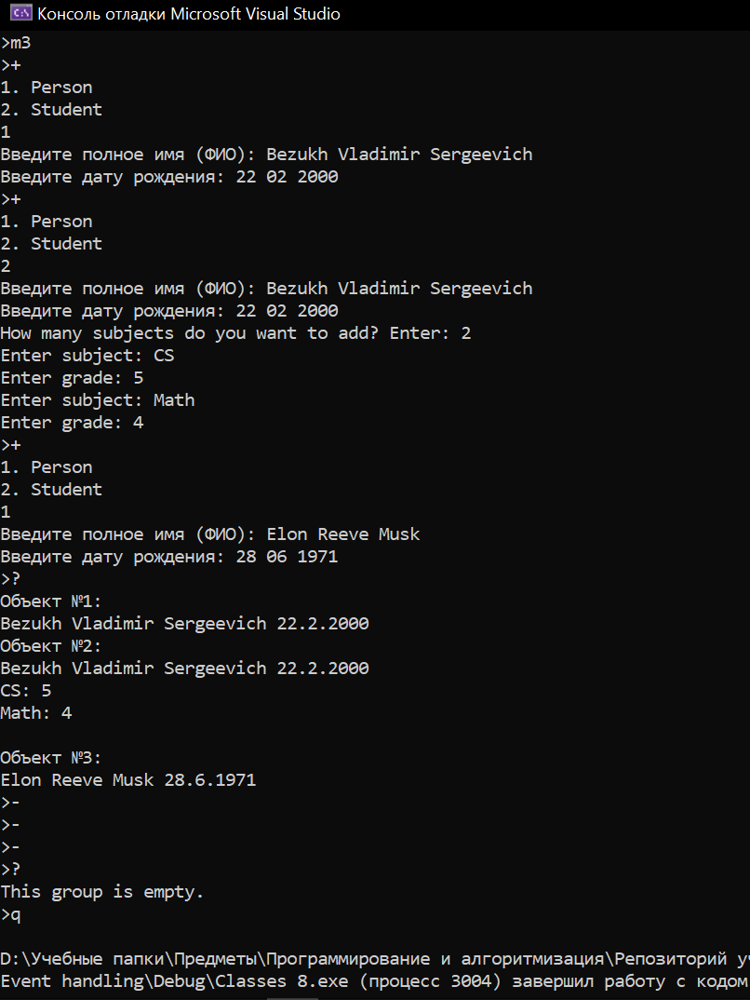 Консоль отладки Microsoft Visual Studio
>m3
>+
1. Person
2. Student
1
Введите полное имя (ФИО): Bezukh Vladimir Sergeevich
Введите дату рождения: 22 02 2000
>+
1. Person
2. Student
2
Введите полное имя (ФИО): Bezukh Vladimir Sergeevich
Введите дату рождения: 22 02 2000
How many subjects do you want to add? Enter: 2
Enter subject: CS
Enter grade: 5
Enter subject: Math
Enter grade: 4
>+
1. Person
2. Student
1
Введите полное имя (ФИО): Elon Reeve Musk
Введите дату рождения: 28 06 1971
>?
Объект №1:
Bezukh Vladimir Sergeevich 22.2.2000
Объект №2:
Bezukh Vladimir Sergeevich 22.2.2000
CS: 5
Math: 4
Объект №3:
Elon Reeve Musk 28.6.1971
>-
>-
>-
>?
This group is empty.
>q
D:\Учебные папки\Предметы\Программирование и алгоритмизация\Репозиторий
Event handling\Debug\Classes 8.exe (процесс 3004) завершил работу с кодом